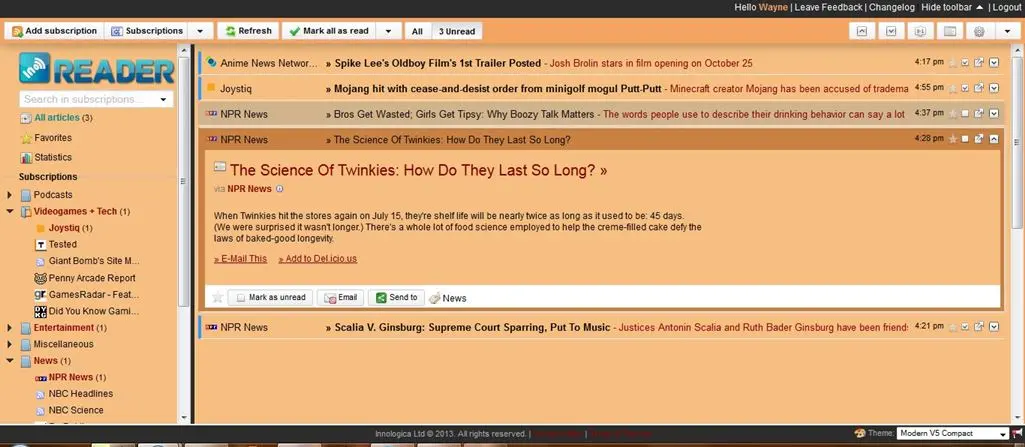 Hello Wayne | Leave Feedback | Changelog Hide toolbar | Logout
Add subscription Subscriptions Refresh Mark all as read All 3 Unread
inno READER
Search in subscriptions...
All articles (3)
Favorites
Statistics
Subscriptions
Podcasts
Videogames + Tech (1)
Joystiq (1)
Tested
Giant Bomb's Site M...
Penny Arcade Report
GamesRadar - Feat...
Did You Know Gami...
Entertainment (1)
Miscellaneous
News (1)
NPR News (1)
NBC Headlines
NBC Science
Anime News Networ... » Spike Lee's Oldboy Film's 1st Trailer Posted - Josh Brolin stars in film opening on October 25 4:17 pm
Joystiq » Mojang hit with cease-and-desist order from minigolf mogul Putt-Putt - Minecraft creator Mojang has been accused of tradema 4:55 pm
NPR News » Bros Get Wasted; Girls Get Tipsy: Why Boozy Talk Matters - The words people use to describe their drinking behavior can say a lot 4:37 pm
NPR News » The Science Of Twinkies: How Do They Last So Long? 4:28 pm
The Science Of Twinkies: How Do They Last So Long? »
via NPR News
When Twinkies hit the stores again on July 15, they're shelf life will be nearly twice as long as it used to be: 45 days.
(We were surprised it wasn't longer.) There's a whole lot of food science employed to help the creme-filled cake defy the
laws of baked-good longevity.
» E-Mail This » Add to Del.icio.us
Mark as unread Email Send to News
NPR News » Scalia V. Ginsburg: Supreme Court Sparring, Put To Music - Justices Antonin Scalia and Ruth Bader Ginsburg have been friends 4:21 pm
Innologica Ltd © 2013. All rights reserved. |
Theme: Modern V5 Compact